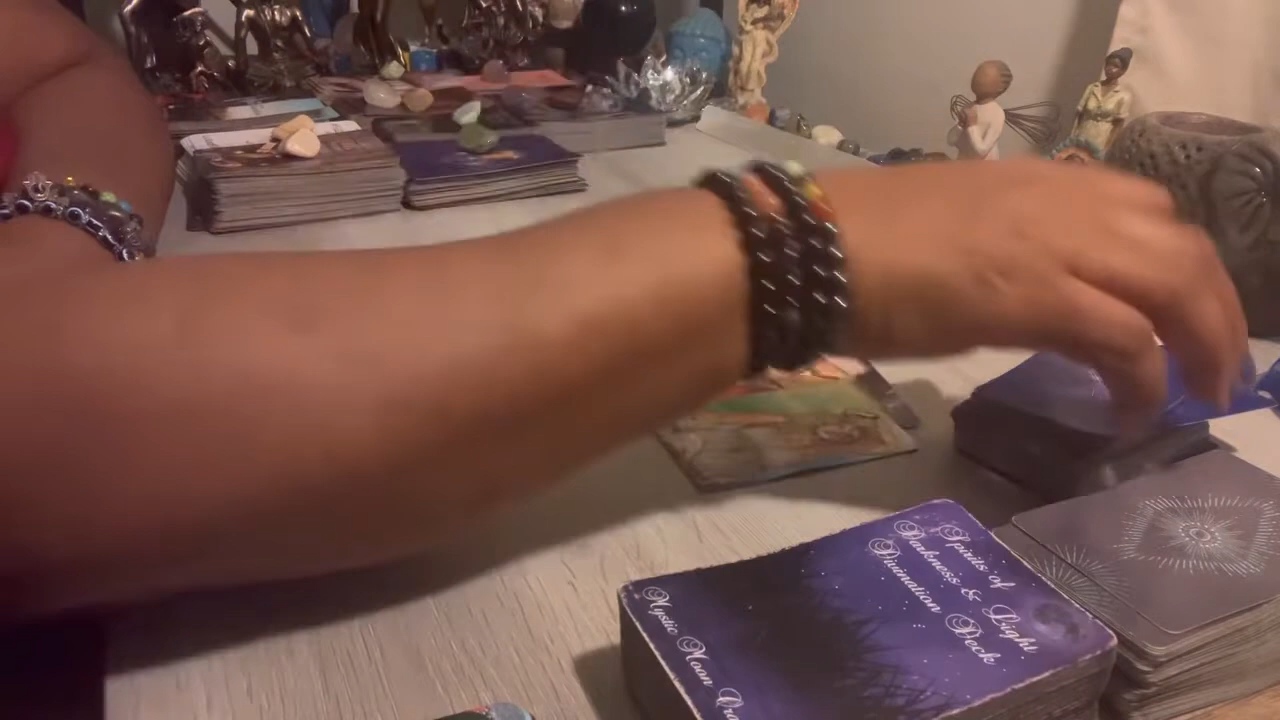 Spirits of
Darkness & Light
Divination Deck
Mystic Moon